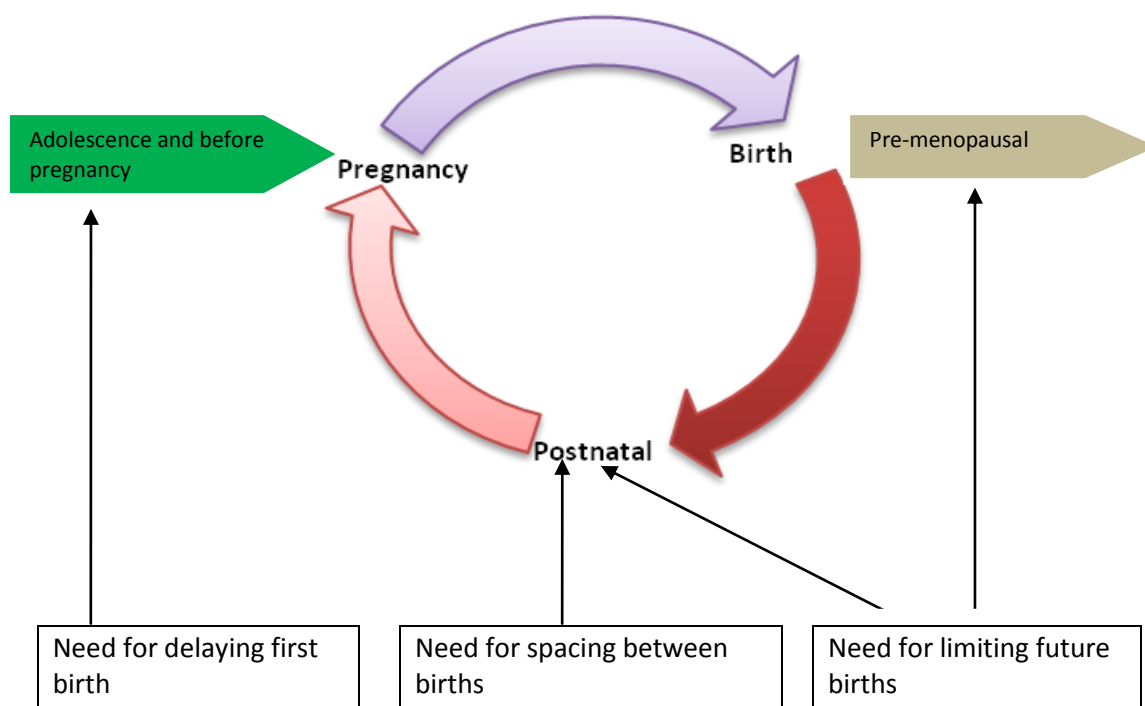 Adolescence and before
pregnancy
Pregnancy
Birth
Pre-menopausal
Postnatal
Need for delaying first
birth
Need for spacing between
births
Need for limiting future
births